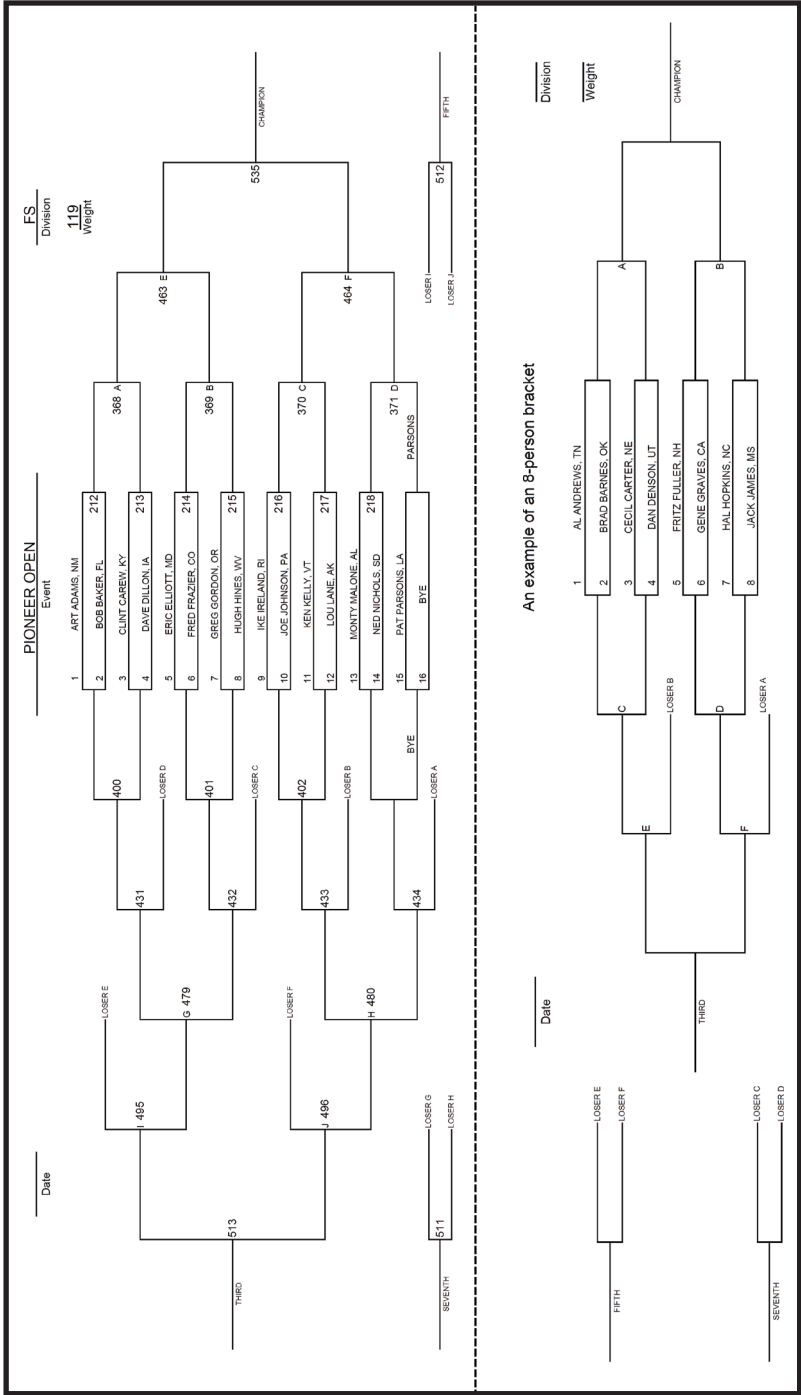 PIONEER OPEN
Event
FS
Division
119
Weight
Date
1 ART ADAMS, NM
2 BOB BAKER, FL
212
3 CLINT CAREW, KY
4 DAVE DILLON, IA
213
5 ERIC ELLIOTT, MD
6 FRED FRAZIER, CO
214
7 GREG GORDON, OR
8 HUGH HINES, WV
215
9 IKE IRELAND, RI
10 JOE JOHNSON, PA
216
11 KEN KELLY, VT
12 LOU LANE, AK
217
13 MONTY MALONE, AL
14 NED NICHOLS, SD
218
15 PAT PARSONS, LA
16 BYE
PARSONS
368 A
369 B
370 C
371 D
463 E
464 F
535
CHAMPION
LOSER I
LOSER J
512
FIFTH
BYE
400
401
402
LOSER D
LOSER C
LOSER B
LOSER A
431
432
433
434
LOSER E
G 479
LOSER F
H 480
I 495
J 496
513
THIRD
LOSER G
LOSER H
511
SEVENTH
An example of an 8-person bracket
Division
Weight
Date
1 AL ANDREWS, TN
2 BRAD BARNES, OK
3 CECIL CARTER, NE
4 DAN DENSON, UT
5 FRITZ FULLER, NH
6 GENE GRAVES, CA
7 HAL HOPKINS, NC
8 JACK JAMES, MS
A
B
CHAMPION
C
LOSER B
D
LOSER A
E
F
THIRD
LOSER E
LOSER F
FIFTH
LOSER C
LOSER D
SEVENTH